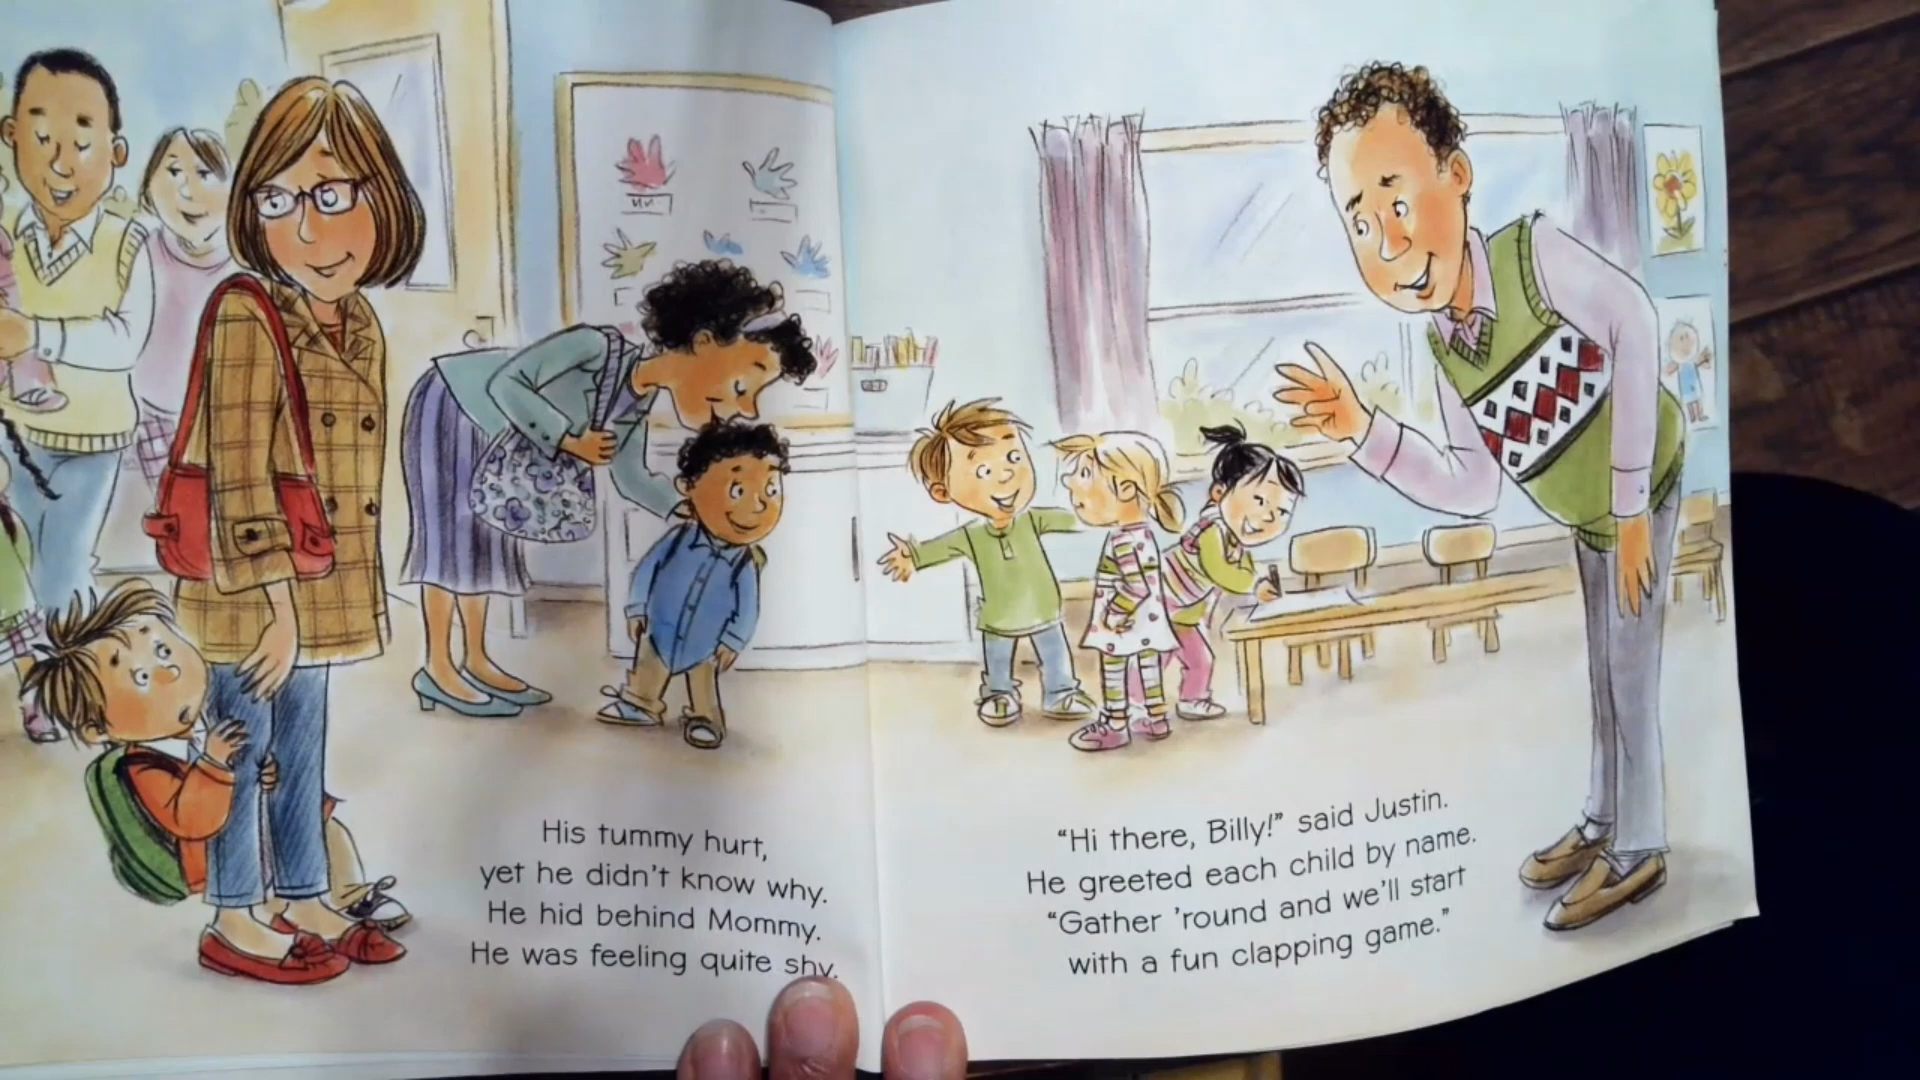 His tummy hurt,
yet he didn't know why.
He hid behind Mommy.
He was feeling quite shy.
"Hi there, Billy!" said Justin.
He greeted each child by name.
"Gather 'round and we'll start
with a fun clapping game."